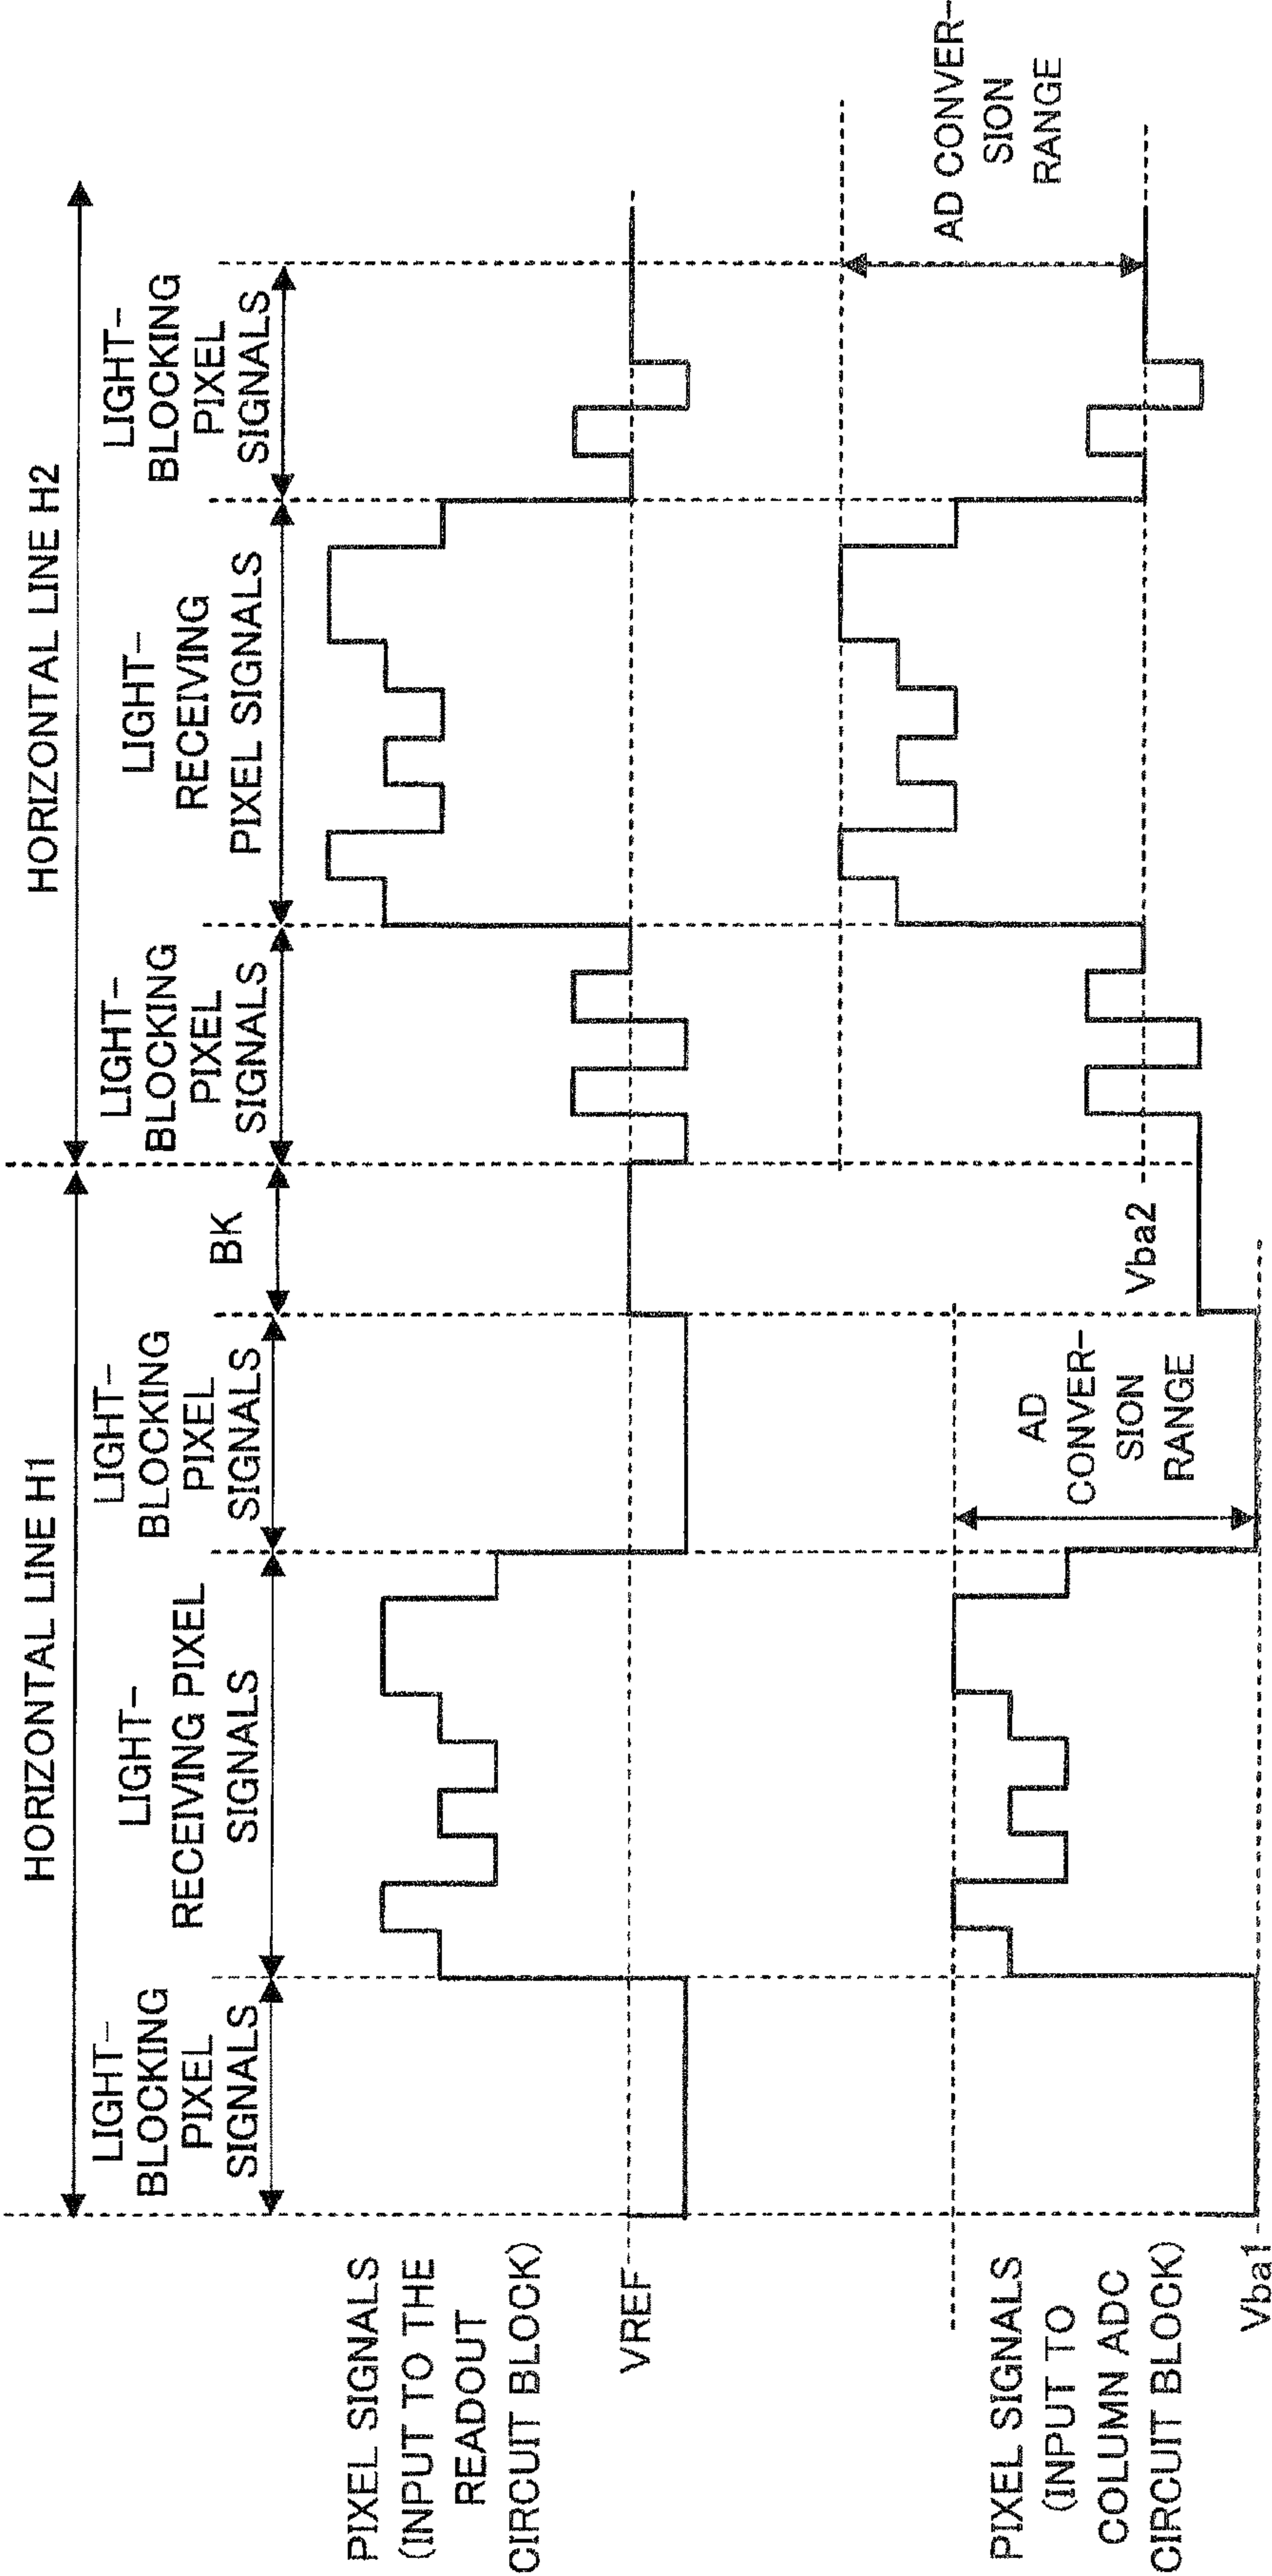 HORIZONTAL LINE H1
HORIZONTAL LINE H2
LIGHT-
BLOCKING
PIXEL
SIGNALS
LIGHT-
RECEIVING PIXEL
SIGNALS
LIGHT-
BLOCKING
PIXEL
SIGNALS
BK
LIGHT-
BLOCKING
PIXEL
SIGNALS
LIGHT-
RECEIVING
PIXEL SIGNALS
LIGHT-
BLOCKING
PIXEL
SIGNALS
PIXEL SIGNALS
(INPUT TO THE
READOUT
CIRCUIT BLOCK)
VREF
PIXEL SIGNALS
(INPUT TO
COLUMN ADC
CIRCUIT BLOCK)
Vba1
AD
CONVER-
SION
RANGE
Vba2
AD CONVER-
SION
RANGE